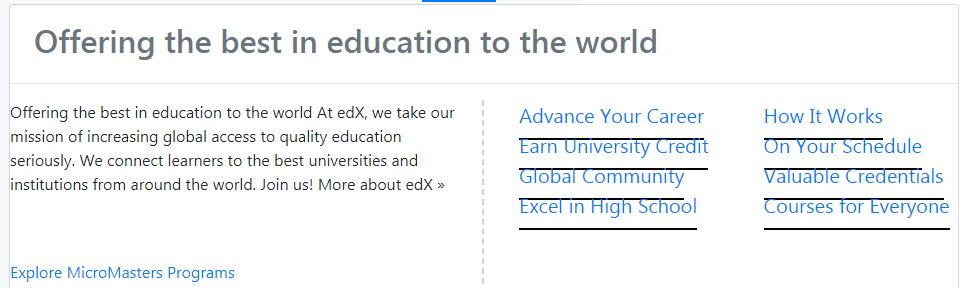 Offering the best in education to the world
Offering the best in education to the world At edX, we take our
mission of increasing global access to quality education
seriously. We connect learners to the best universities and
institutions from around the world. Join us! More about edX »
Explore MicroMasters Programs
Advance Your Career
Earn University Credit
Global Community
Excel in High School
How It Works
On Your Schedule
Valuable Credentials
Courses for Everyone